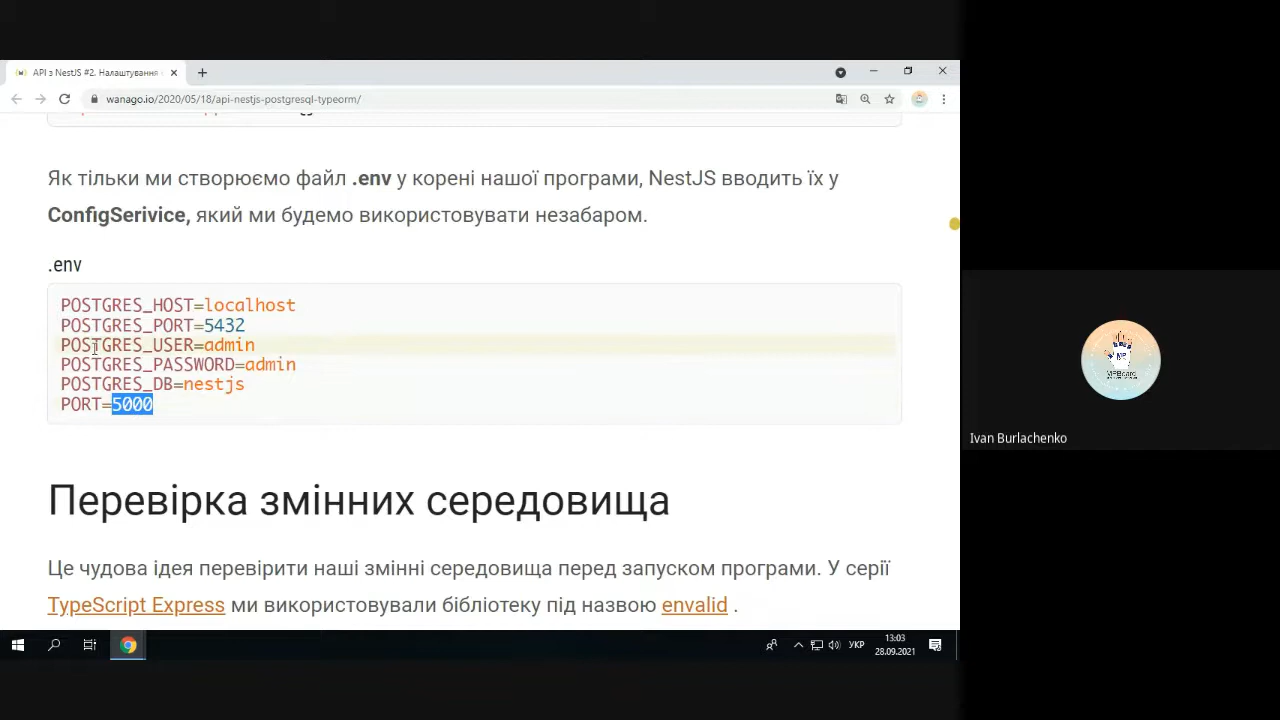 API з NestJS #2. Налаштування
wanago.io/2020/05/18/api-nestjs-postgresql-typeorm/
Як тільки ми створюємо файл .env у корені нашої програми, NestJS вводить їх у
ConfigSerivice, який ми будемо використовувати незабаром.
.env
POSTGRES_HOST=localhost
POSTGRES_PORT=5432
POSTGRES_USER=admin
POSTGRES_PASSWORD=admin
POSTGRES_DB=nestjs
PORT=5000
Перевірка змінних середовища
Це чудова ідея перевірити наші змінні середовища перед запуском програми. У серії
TypeScript Express ми використовували бібліотеку під назвою envalid .
MPBoard
Ivan Burlachenko
УКР
13:03
28.09.2021